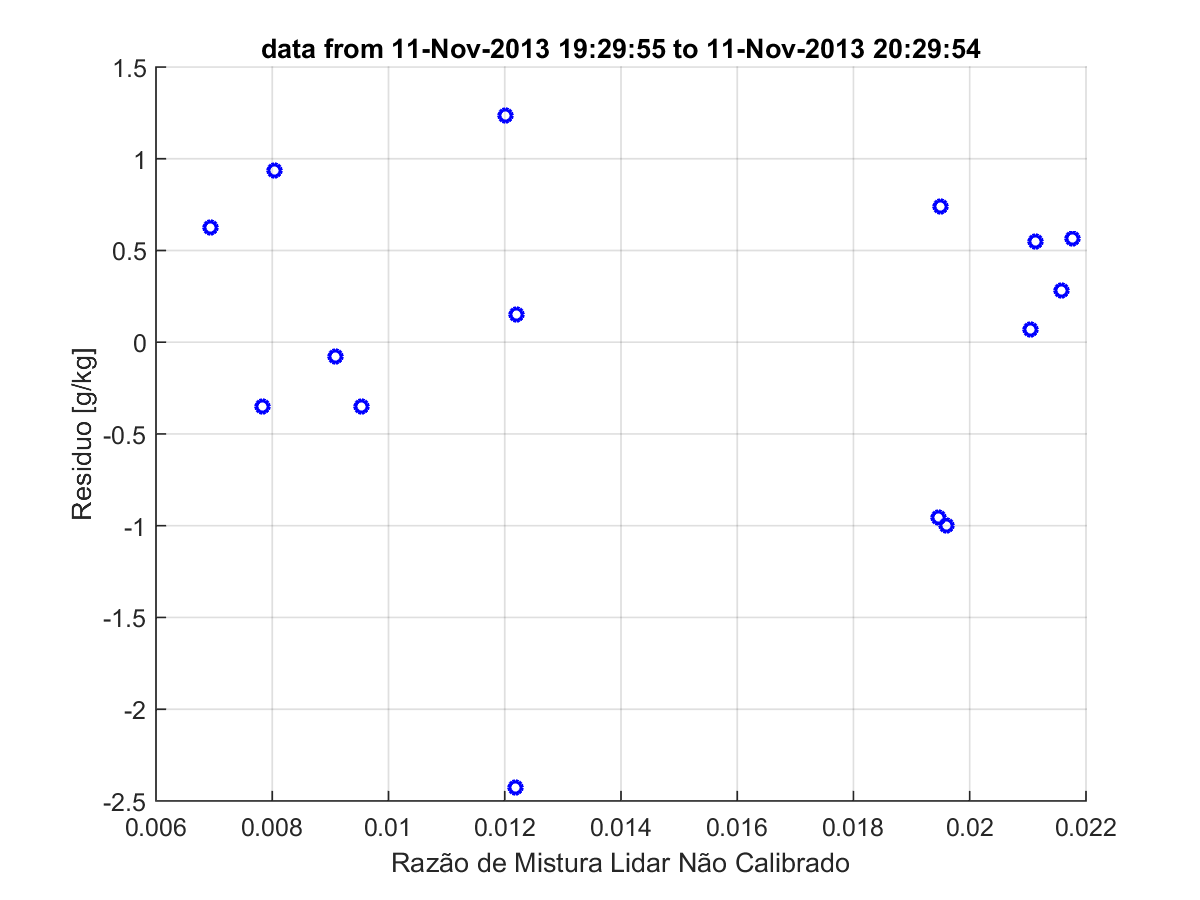 data from 11-Nov-2013 19:29:55 to 11-Nov-2013 20:29:54
1.5
1
0.5
0
-0.5
-1
-1.5
-2
-2.5
Residuo [g/kg]
0.006 0.008 0.01 0.012 0.014 0.016 0.018 0.02 0.022
Razão de Mistura Lidar Não Calibrado